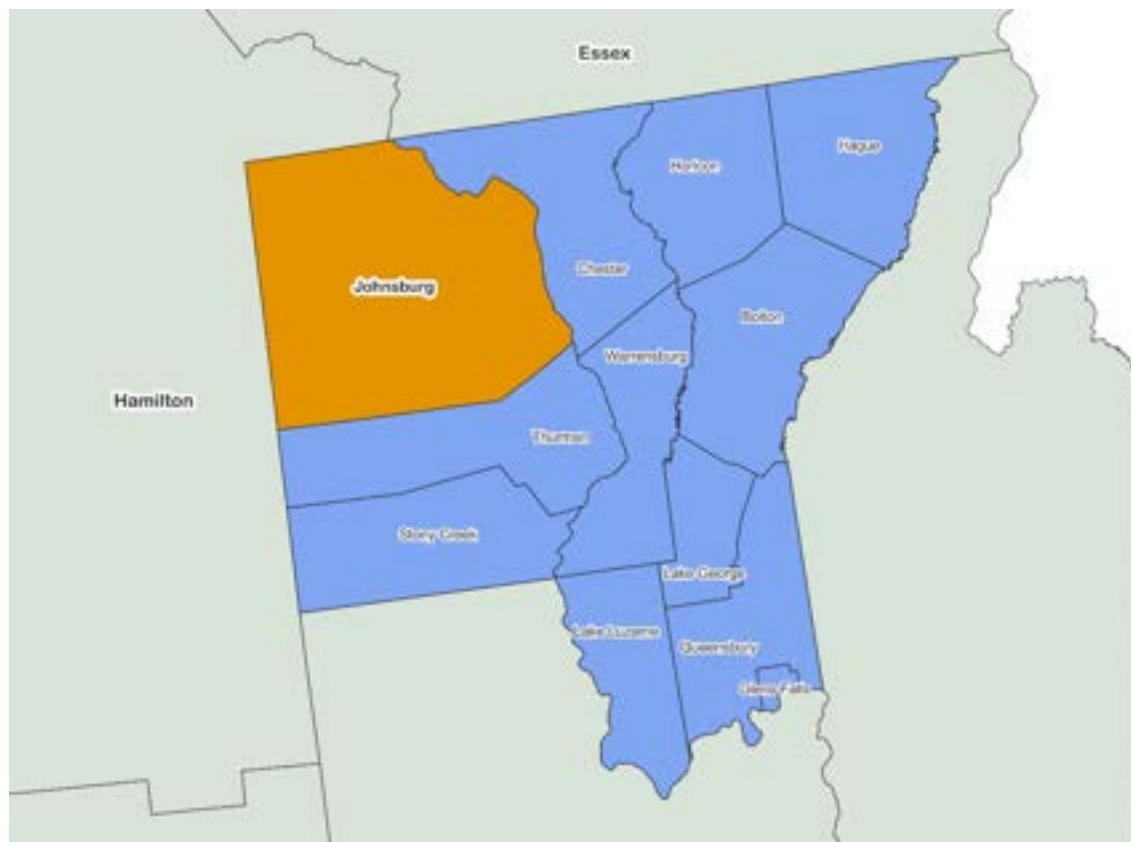 Essex
Hague
Horicon
Chester
Johnsburg
Bolton
Warrensburg
Hamilton
Thurman
Stony Creek
Lake George
Lake Luzerne
Queensbury
Glens Falls